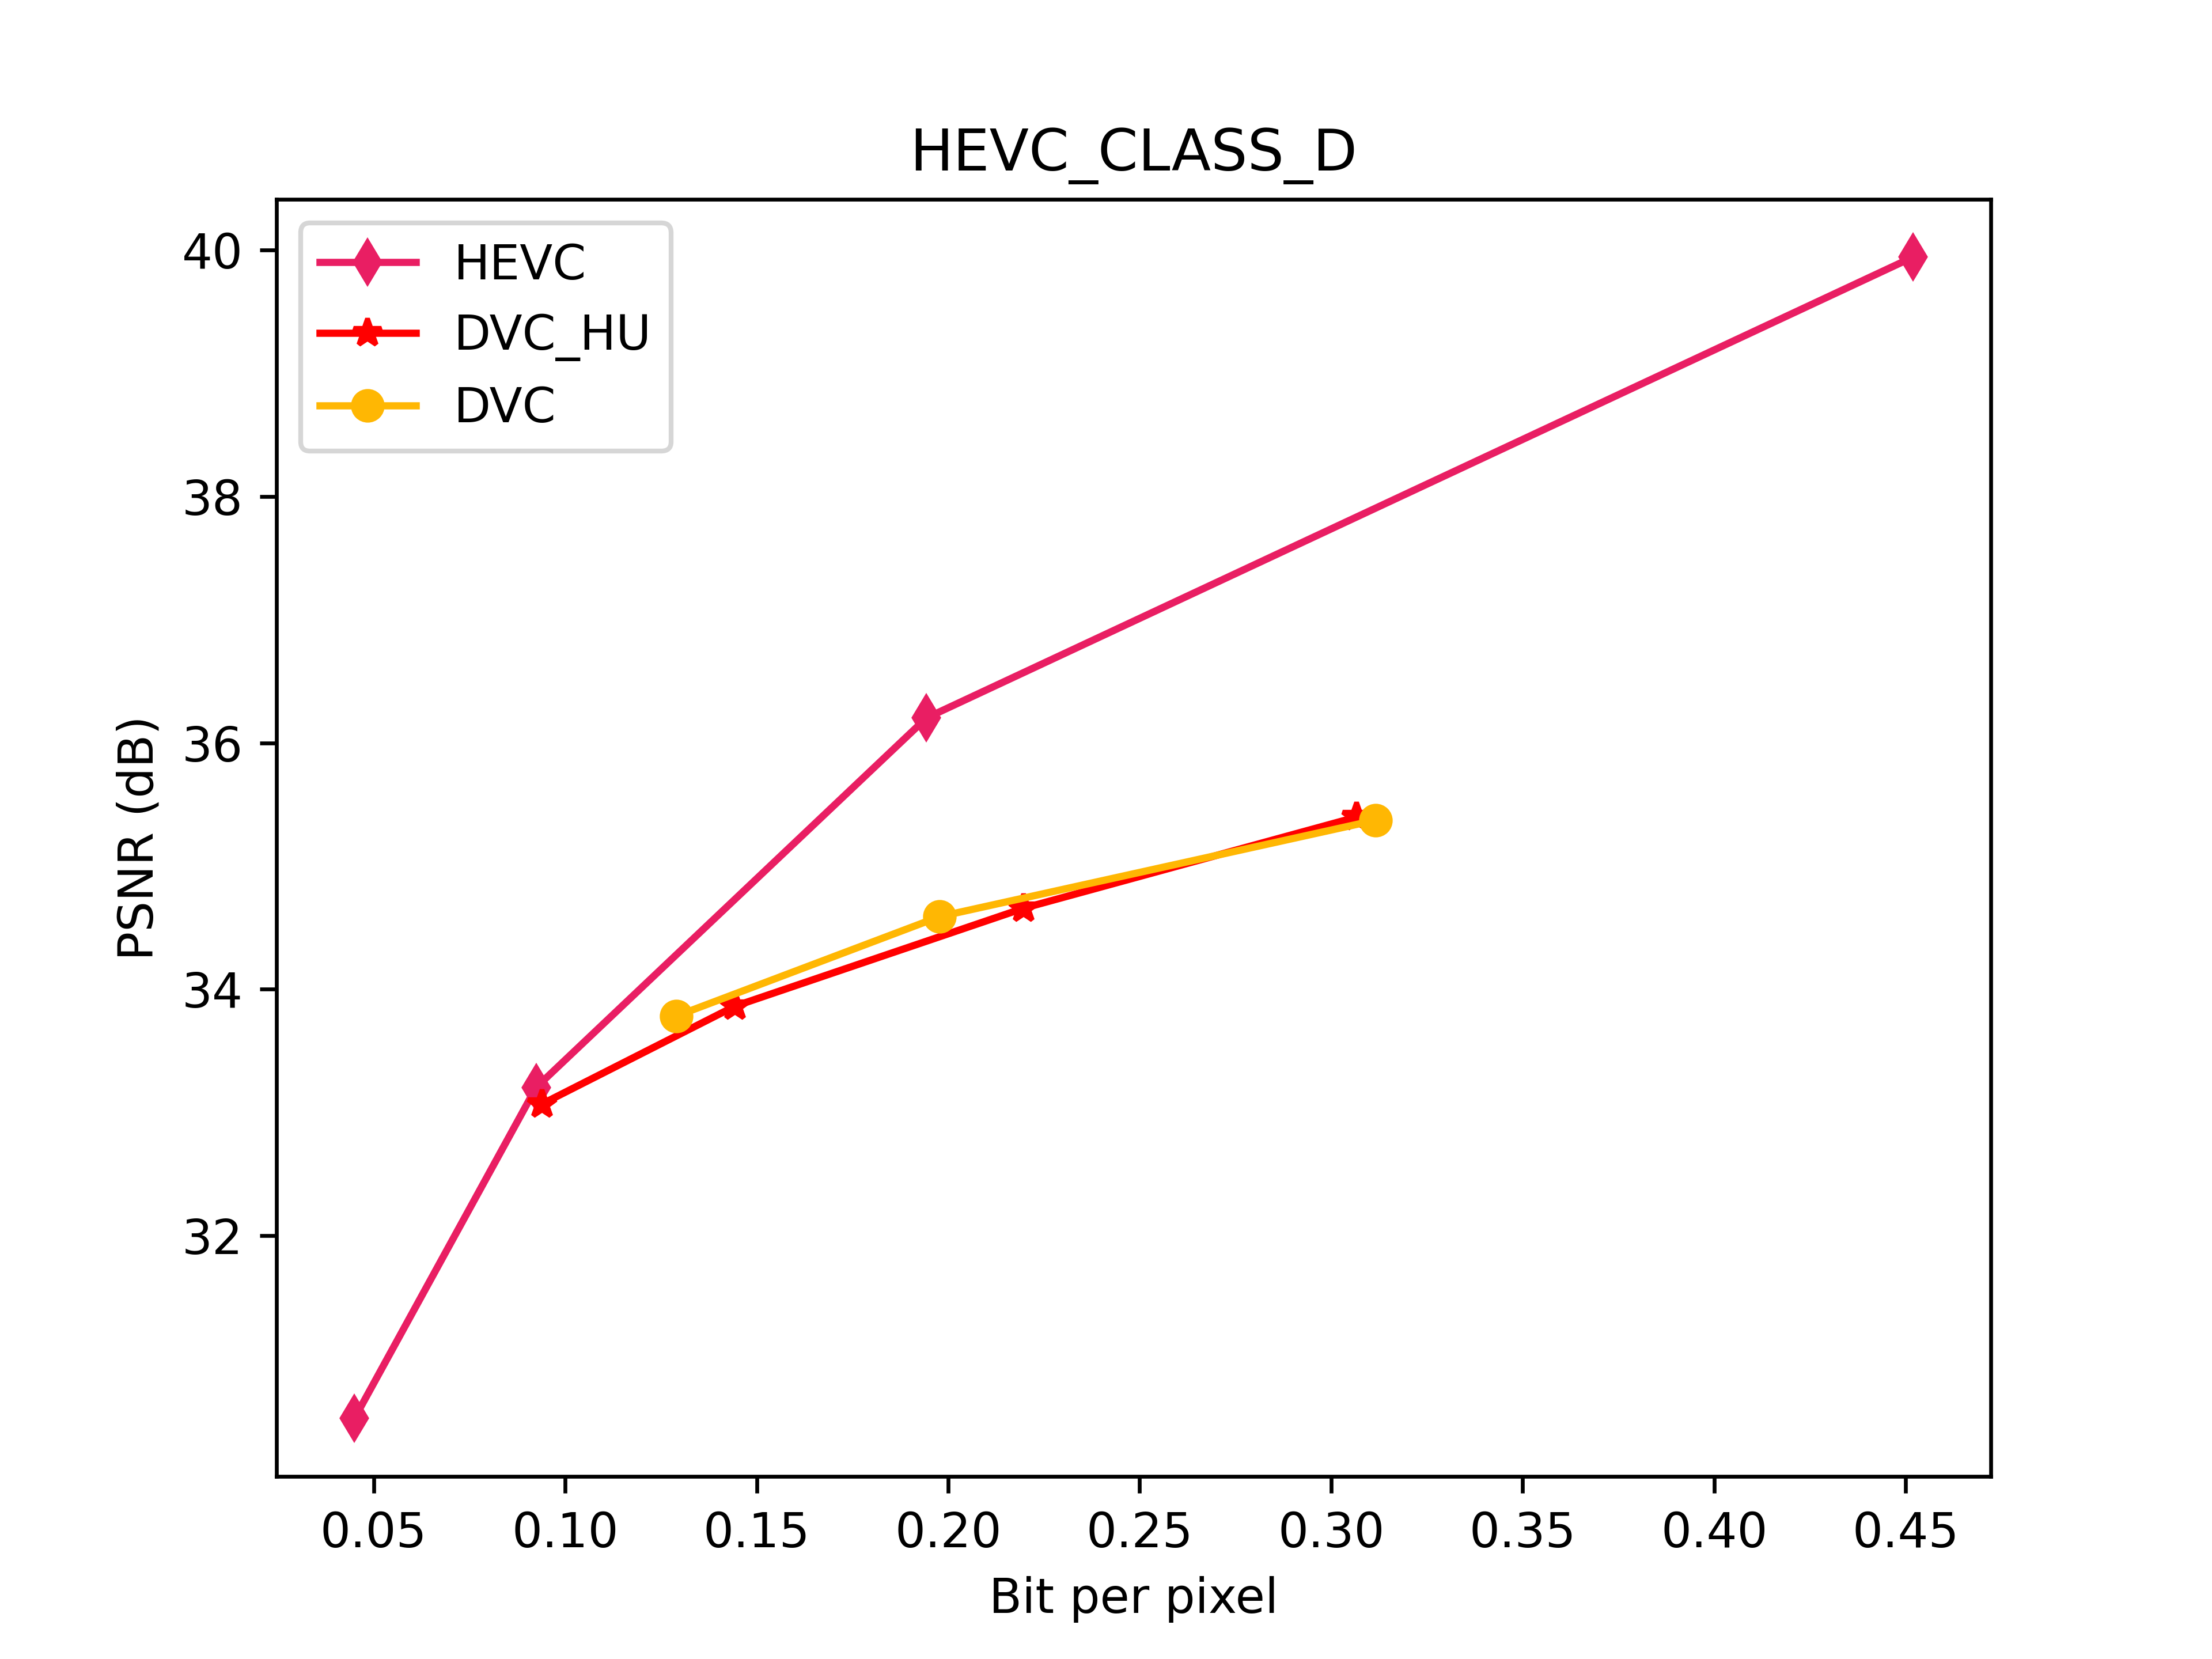 HEVC_CLASS_D
HEVC
DVC_HU
DVC
PSNR (dB)
40
38
36
34
32
0.05 0.10 0.15 0.20 0.25 0.30 0.35 0.40 0.45
Bit per pixel